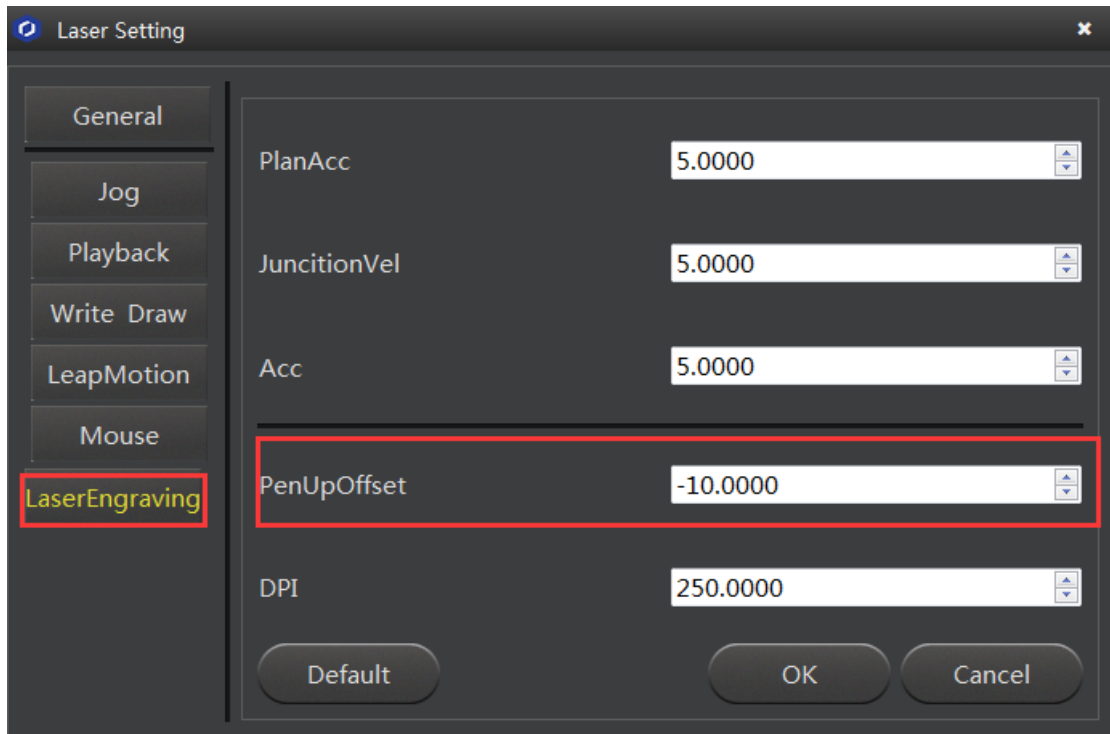 Laser Setting
General
Jog
Playback
Write Draw
LeapMotion
Mouse
LaserEngraving
PlanAcc 5.0000
JuncitionVel 5.0000
Acc 5.0000
PenUpOffset -10.0000
DPI 250.0000
Default OK Cancel